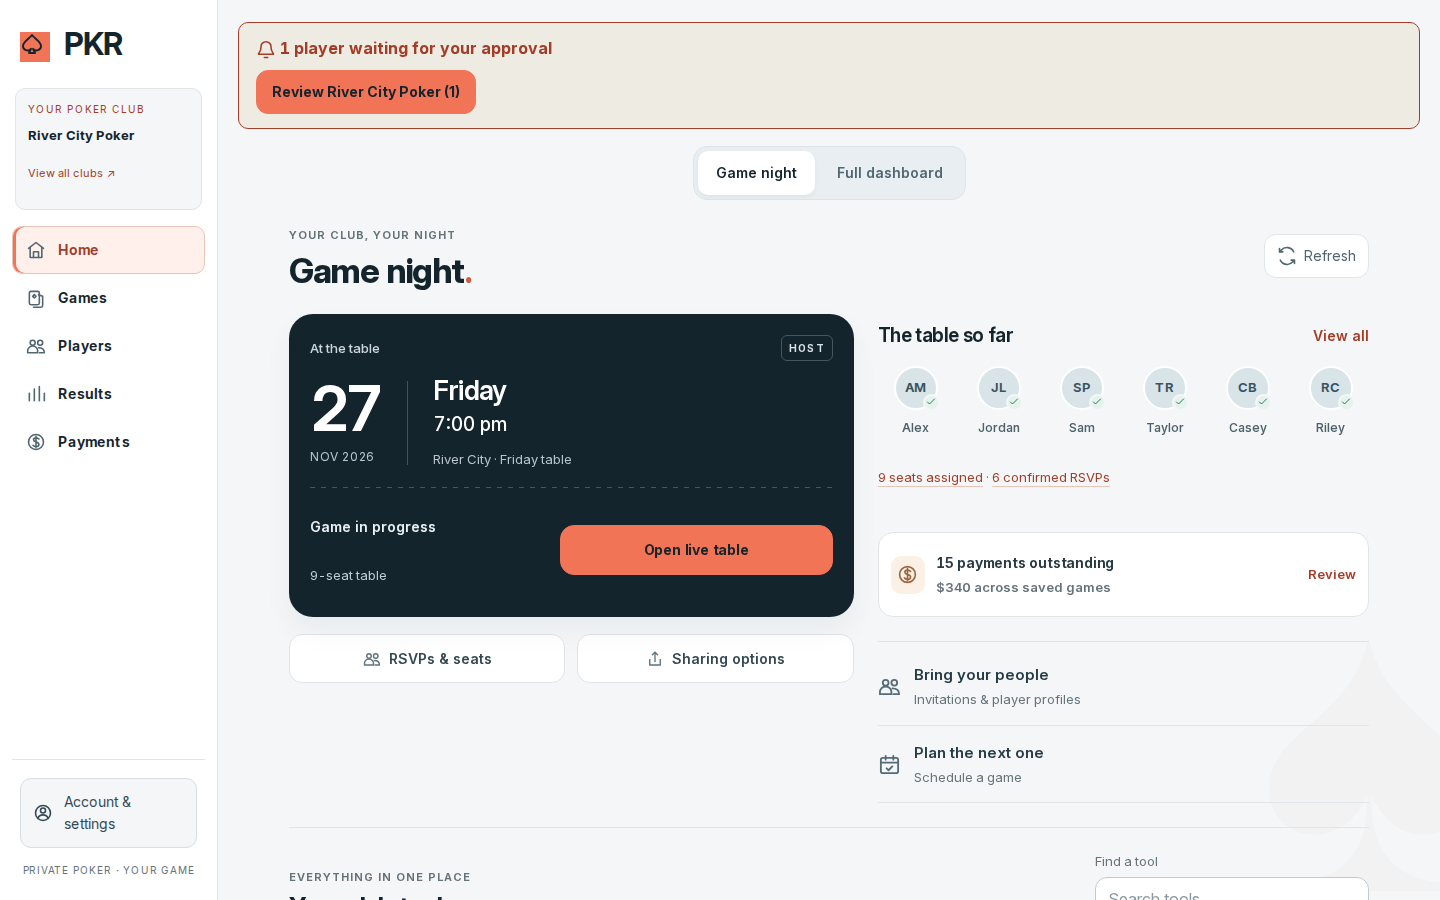 PKR
YOUR POKER CLUB
River City Poker
View all clubs ↗
Home
Games
Players
Results
Payments
Account &
settings
PRIVATE POKER · YOUR GAME
1 player waiting for your approval
Review River City Poker (1)
Game night
Full dashboard
YOUR CLUB, YOUR NIGHT
Game night.
Refresh
At the table
HOST
27
NOV 2026
Friday
7:00 pm
River City · Friday table
Game in progress
9-seat table
Open live table
RSVPs & seats
Sharing options
The table so far
View all
AM
JL
SP
TR
CB
RC
Alex
Jordan
Sam
Taylor
Casey
Riley
9 seats assigned · 6 confirmed RSVPs
15 payments outstanding
$340 across saved games
Review
Bring your people
Invitations & player profiles
Plan the next one
Schedule a game
EVERYTHING IN ONE PLACE
Find a tool
Search tools